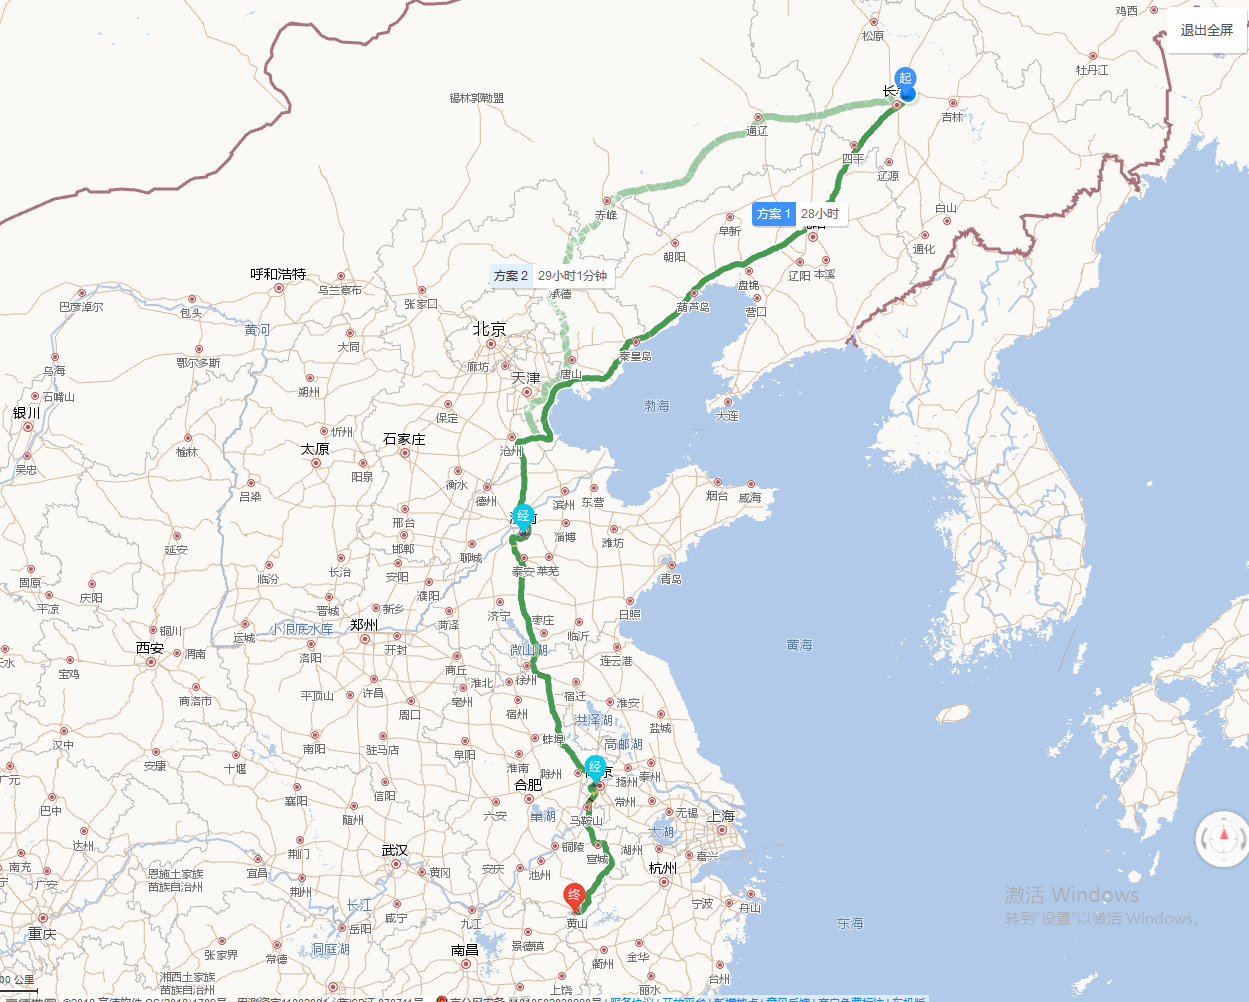 鸡西
退出全屏
松原
牡丹江
起
长
锡林郭勒盟
吉林
通辽
四平
辽源
赤峰
方案 1 28小时
白山
阜新
通化
朝阳
呼和浩特
方案 2 29小时1分钟
辽阳
本溪
乌兰察布
张家口
承德
盘锦
巴彦淖尔
包头
葫芦岛
营口
黄河
北京
大同
秦皇岛
鄂尔多斯
廊坊
乌海
唐山
天津
朔州
石嘴山
渤海
银川
保定
大连
忻州
石家庄
榆林
太原
沧州
吴忠
阳泉
衡水
吕梁
德州
烟台
威海
滨州
东营
经
南
邢台
淄博
潍坊
延安
邯郸
聊城
固原
临汾
长治
安阳
泰安
莱芜
青岛
庆阳
濮阳
平凉
晋城
新乡
济宁
日照
菏泽
枣庄
铜川
运城
小浪底水库
郑州
临沂
西安
开封
微山湖
黄海
渭南
洛阳
连云港
天水
宝鸡
商丘
徐州
淮北
商洛市
平顶山
许昌
亳州
宿迁
宿州
淮安
周口
洪泽湖
盐城
汉中
南阳
驻马店
蚌埠
高邮湖
安康
十堰
阜阳
淮南
经
京
广元
滁州
扬州
泰州
合肥
信阳
襄阳
巴中
常州
六安
巢湖
无锡
上海
随州
马鞍山
太湖
达州
荆门
武汉
铜陵
湖州
宣城
嘉兴
南充
恩施土家族
苗族自治州
宜昌
黄冈
安庆
池州
杭州
广安
荆州
终
激活 Windows
长江
咸宁
宁波
舟山
转到"设置"以激活 Windows。
九江
黄山
东海
重庆
岳阳
张家界
常德
洞庭湖
南昌
景德镇
衢州
金华
湘西土家族
苗族自治州
上饶
丽水
台州
00 公里